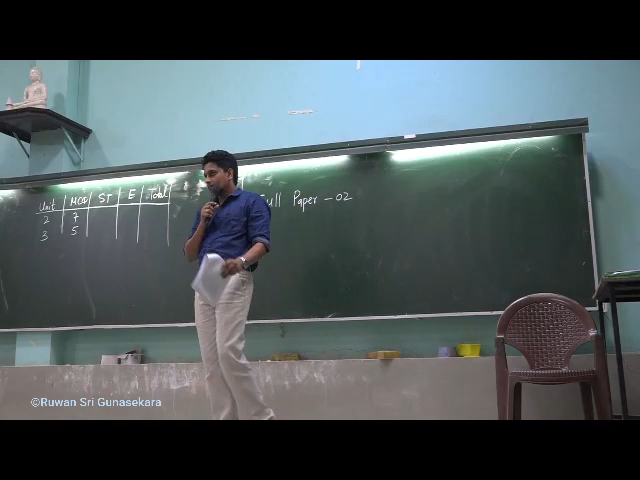 Unit MCQ ST E Total
2 7
3 5
Full Paper - 02
©Ruwan Sri Gunasekara